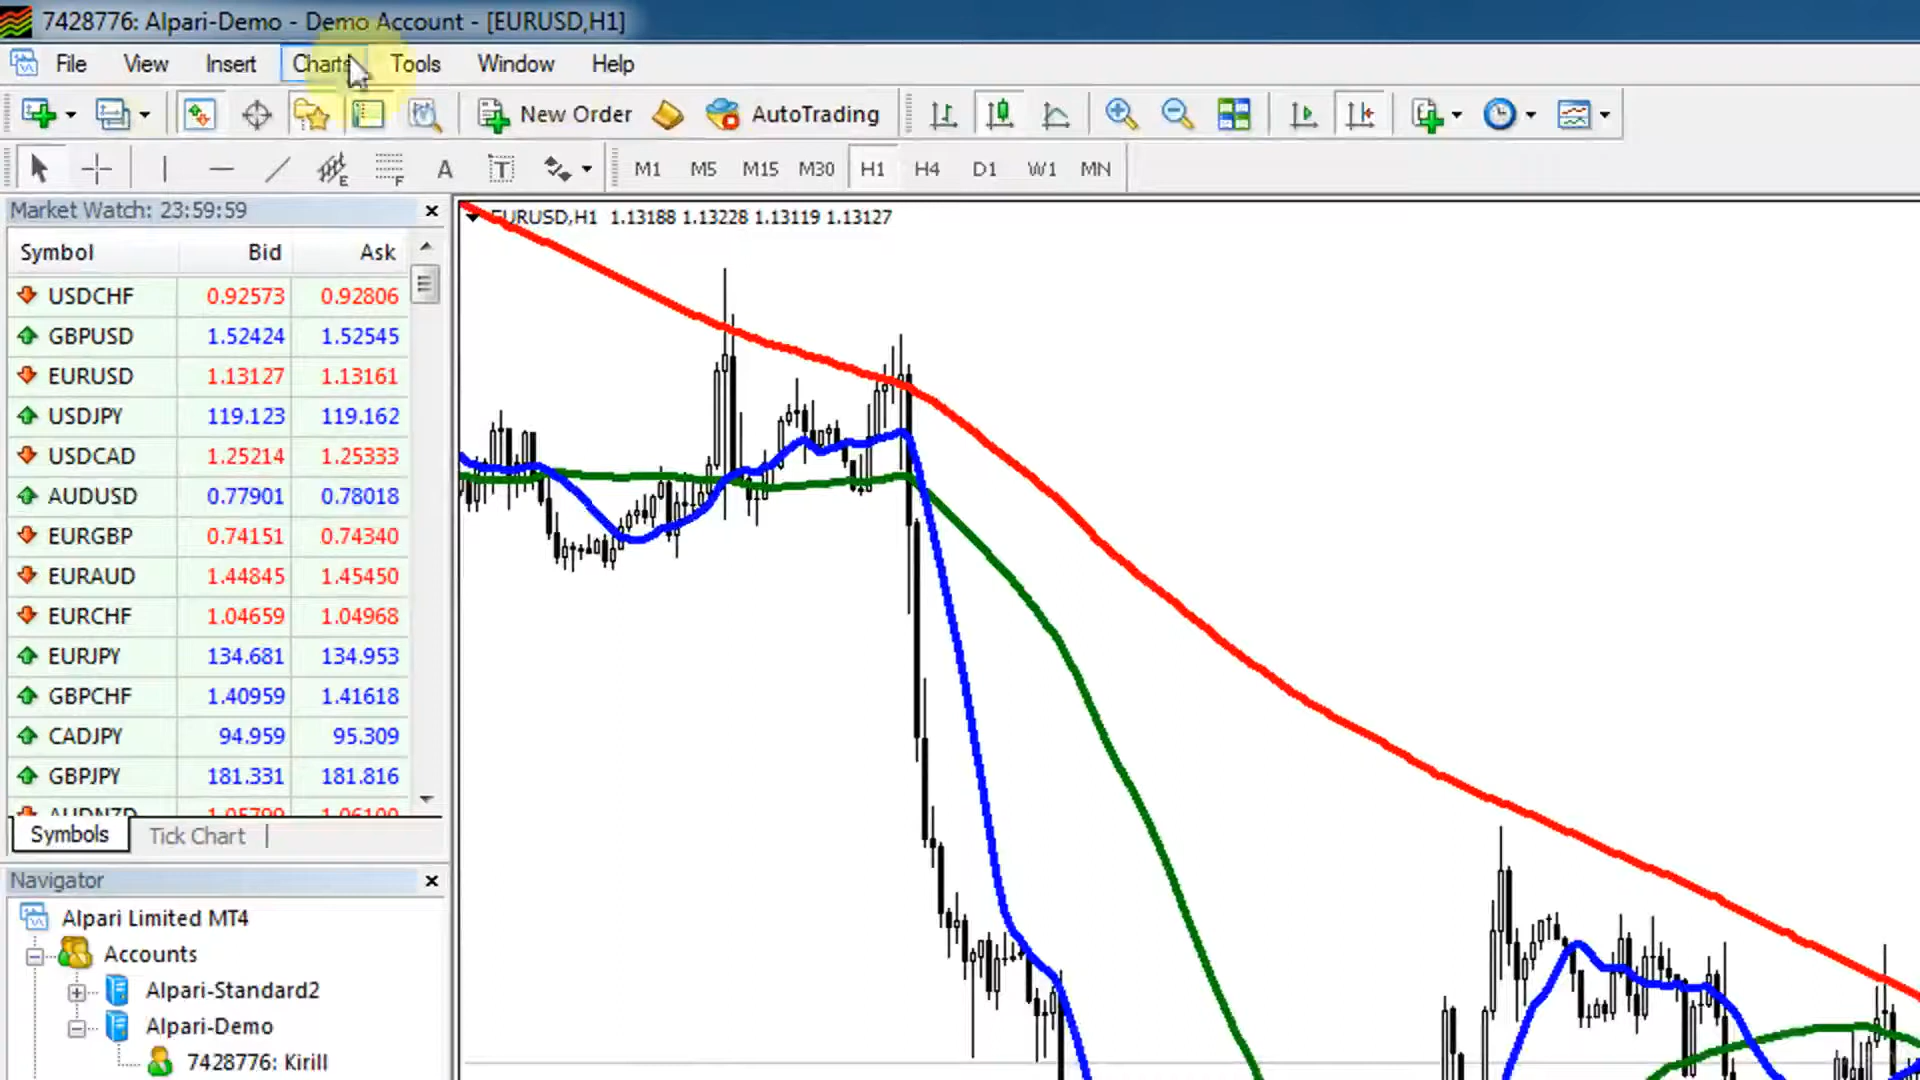 7428776: Alpari-Demo - Demo Account - [EURUSD,H1]
File View Insert Charts Tools Window Help
New Order AutoTrading
E F A T M1 M5 M15 M30 H1 H4 D1 W1 MN
Market Watch: 23:59:59
Symbol Bid Ask
USDCHF 0.92573 0.92806
GBPUSD 1.52424 1.52545
EURUSD 1.13127 1.13161
USDJPY 119.123 119.162
USDCAD 1.25214 1.25333
AUDUSD 0.77901 0.78018
EURGBP 0.74151 0.74340
EURAUD 1.44845 1.45450
EURCHF 1.04659 1.04968
EURJPY 134.681 134.953
GBPCHF 1.40959 1.41618
CADJPY 94.959 95.309
GBPJPY 181.331 181.816
AUDNZD 1.05799 1.06100
Symbols Tick Chart
Navigator
Alpari Limited MT4
Accounts
Alpari-Standard2
Alpari-Demo
7428776: Kirill
EURUSD,H1 1.13188 1.13228 1.13119 1.13127